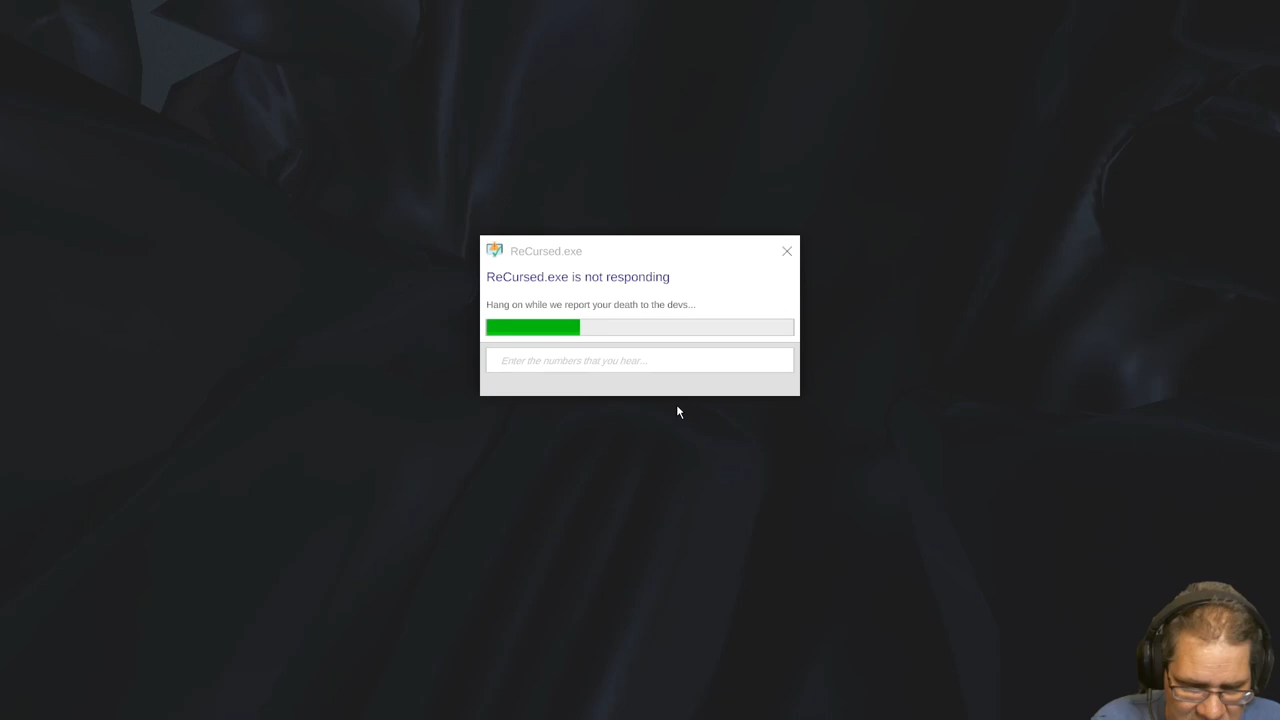 ReCursed.exe
ReCursed.exe is not responding
Hang on while we report your death to the devs...
Enter the numbers that you hear...